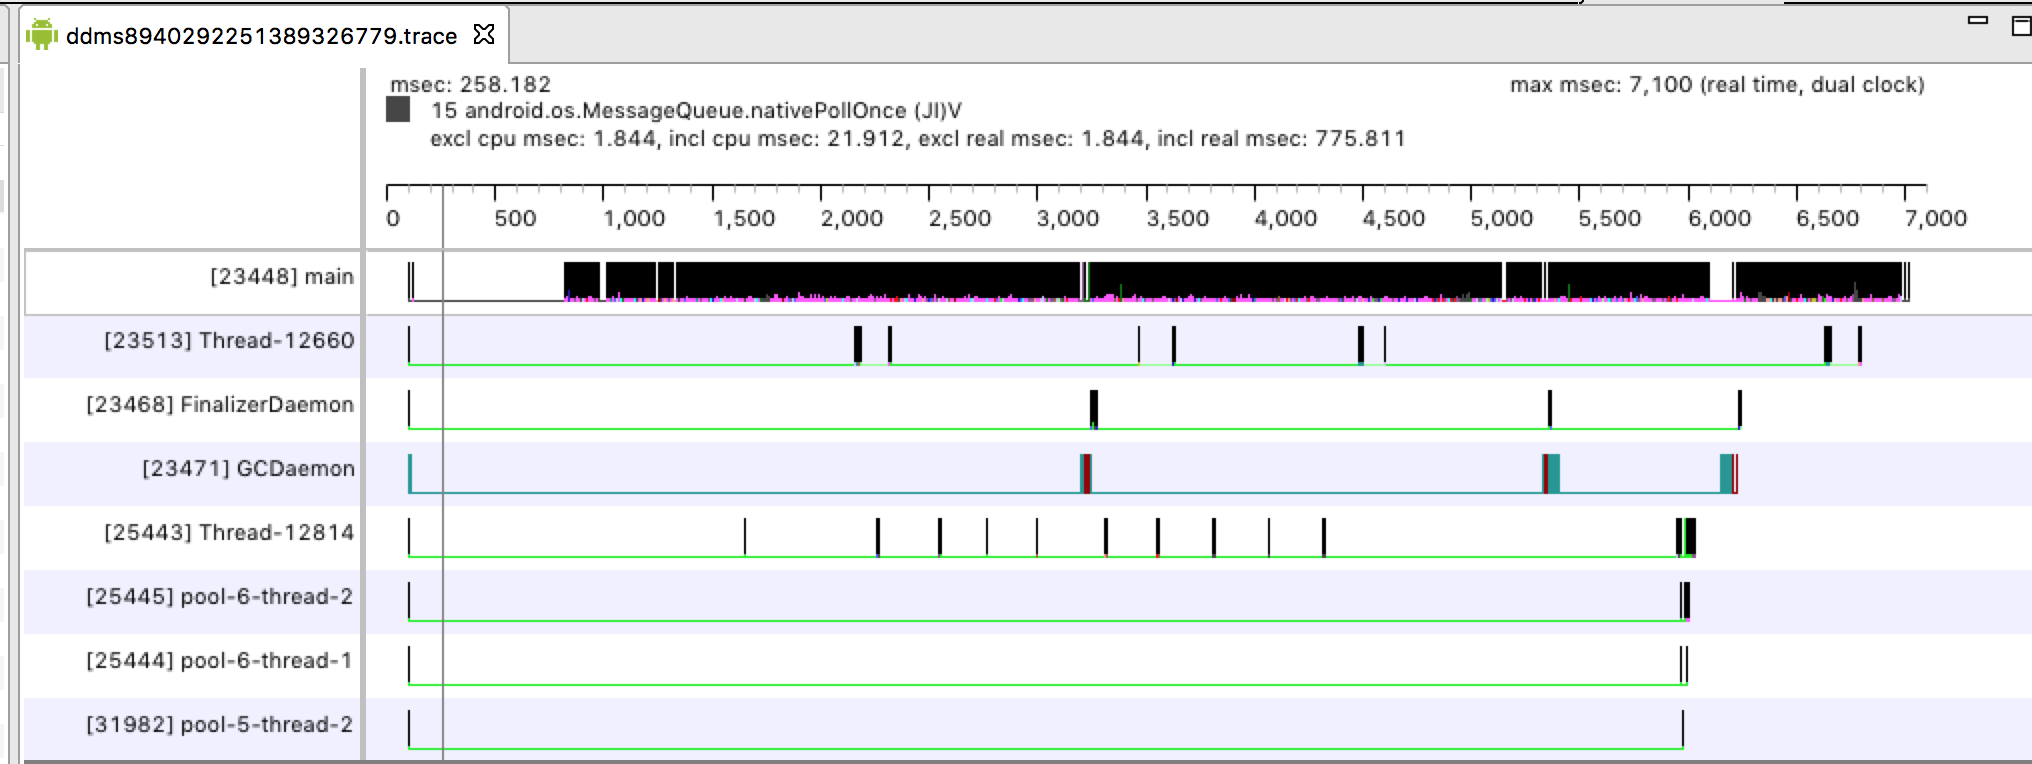 ddms8940292251389326779.trace
msec: 258.182 max msec: 7,100 (real time, dual clock)
15 android.os.MessageQueue.nativePollOnce (JI)V
excl cpu msec: 1.844, incl cpu msec: 21.912, excl real msec: 1.844, incl real msec: 775.811
0 500 1,000 1,500 2,000 2,500 3,000 3,500 4,000 4,500 5,000 5,500 6,000 6,500 7,000
[23448] main
[23513] Thread-12660
[23468] FinalizerDaemon
[23471] GCDaemon
[25443] Thread-12814
[25445] pool-6-thread-2
[25444] pool-6-thread-1
[31982] pool-5-thread-2